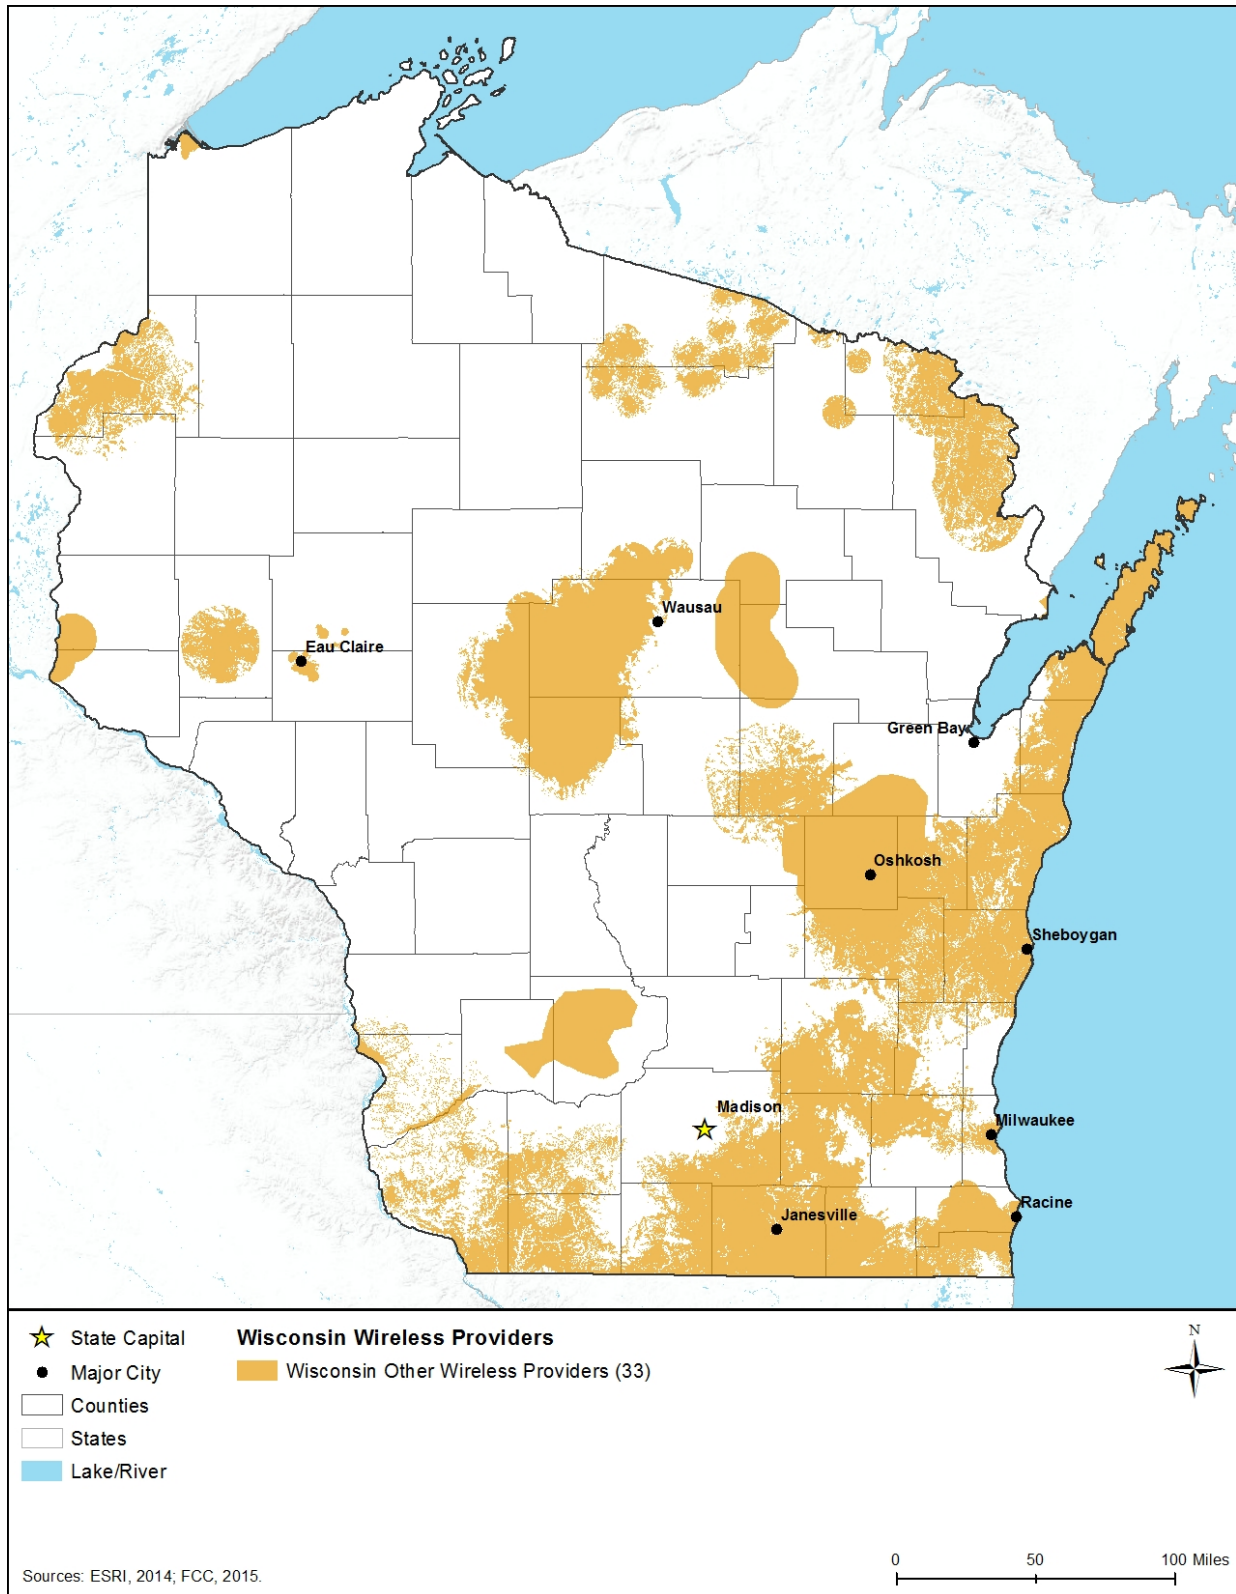 Wausau
Eau Claire
Green Bay
Oshkosh
Sheboygan
Madison
Milwaukee
Janesville
Racine
State Capital
Wisconsin Wireless Providers
N
Major City
Wisconsin Other Wireless Providers (33)
Counties
States
Lake/River
0 50 100 Miles
Sources: ESRI, 2014; FCC, 2015.